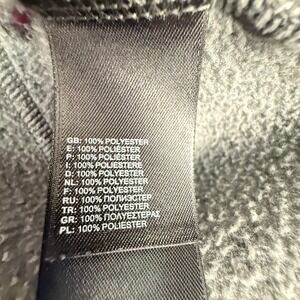 GB: 100% POLYESTER
E: 100% POLIÉSTER
P: 100% POLIÉSTER
I: 100% POLIESTERE
D: 100% POLYESTER
NL: 100% POLYESTER
F: 100% POLYESTER
RU: 100% ПОЛИЭСТЕР
TR: 100% POLYESTER
GR: 100% ΠΟΛΥΕΣΤΕΡΑΣ
PL: 100% POLIESTER